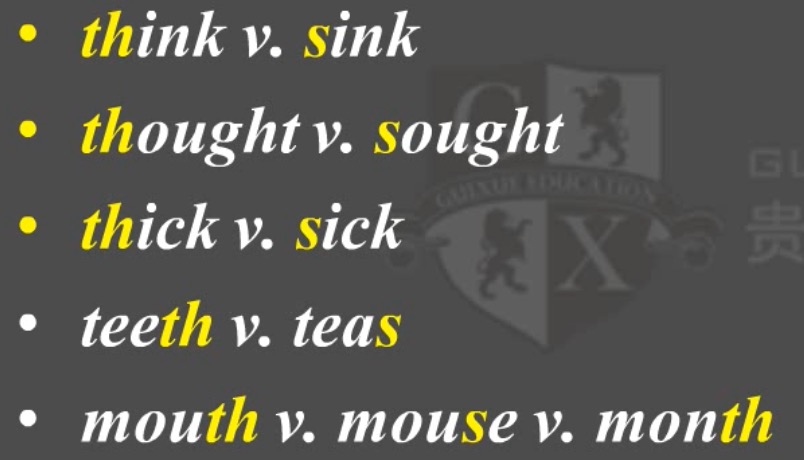 • think v. sink
• thought v. sought
• thick v. sick
• teeth v. teas
• mouth v. mouse v. month
G
GUIXUE EDUCATION
X
GU
贵